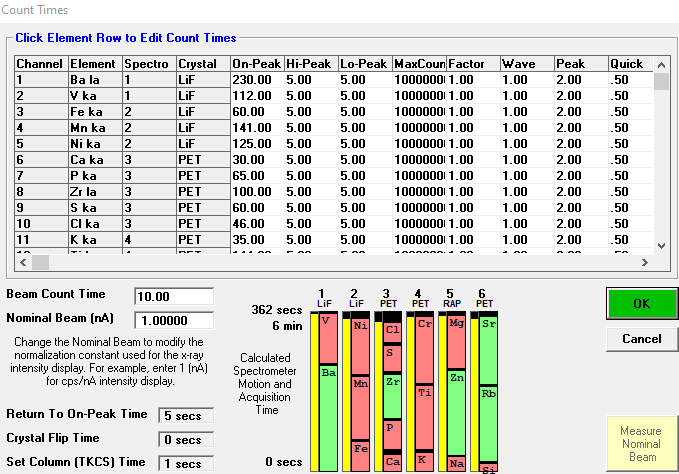 Count Times
Click Element Row to Edit Count Times
Channel Element Spectro Crystal On-Peak Hi-Peak Lo-Peak MaxCoun Factor Wave Peak Quick
1 Ba la 1 LiF 230.00 5.00 5.00 10000000 1.00 1.00 2.00 .50
2 V ka 1 LiF 112.00 5.00 5.00 10000000 1.00 1.00 2.00 .50
3 Fe ka 2 LiF 60.00 5.00 5.00 10000000 1.00 1.00 2.00 .50
4 Mn ka 2 LiF 141.00 5.00 5.00 10000000 1.00 1.00 2.00 .50
5 Ni ka 2 LiF 125.00 5.00 5.00 10000000 1.00 1.00 2.00 .50
6 Ca ka 3 PET 30.00 5.00 5.00 10000000 1.00 1.00 2.00 .50
7 P ka 3 PET 65.00 5.00 5.00 10000000 1.00 1.00 2.00 .50
8 Zr la 3 PET 100.00 5.00 5.00 10000000 1.00 1.00 2.00 .50
9 S ka 3 PET 60.00 5.00 5.00 10000000 1.00 1.00 2.00 .50
10 Cl ka 3 PET 46.00 5.00 5.00 10000000 1.00 1.00 2.00 .50
11 K ka 4 PET 35.00 5.00 5.00 10000000 1.00 1.00 2.00 .50
Beam Count Time 10.00
Nominal Beam (nA) 1.00000
Change the Nominal Beam to modify the
normalization constant used for the x-ray
intensity display. For example, enter 1 (nA)
for cps/nA intensity display.
Return To On-Peak Time 5 secs
Crystal Flip Time 0 secs
Set Column (TKCS) Time 1 secs
362 secs
6 min
Calculated
Spectrometer
Motion and
Acquisition
Time
0 secs
1 2 3 4 5 6
LiF LiF PET PET RAP PET
V Ni Cl Cr Mg Sr
S
Ba Mn Zr Ti Zn Rb
P
Fe Ca K Na Si
OK
Cancel
Measure
Nominal
Beam